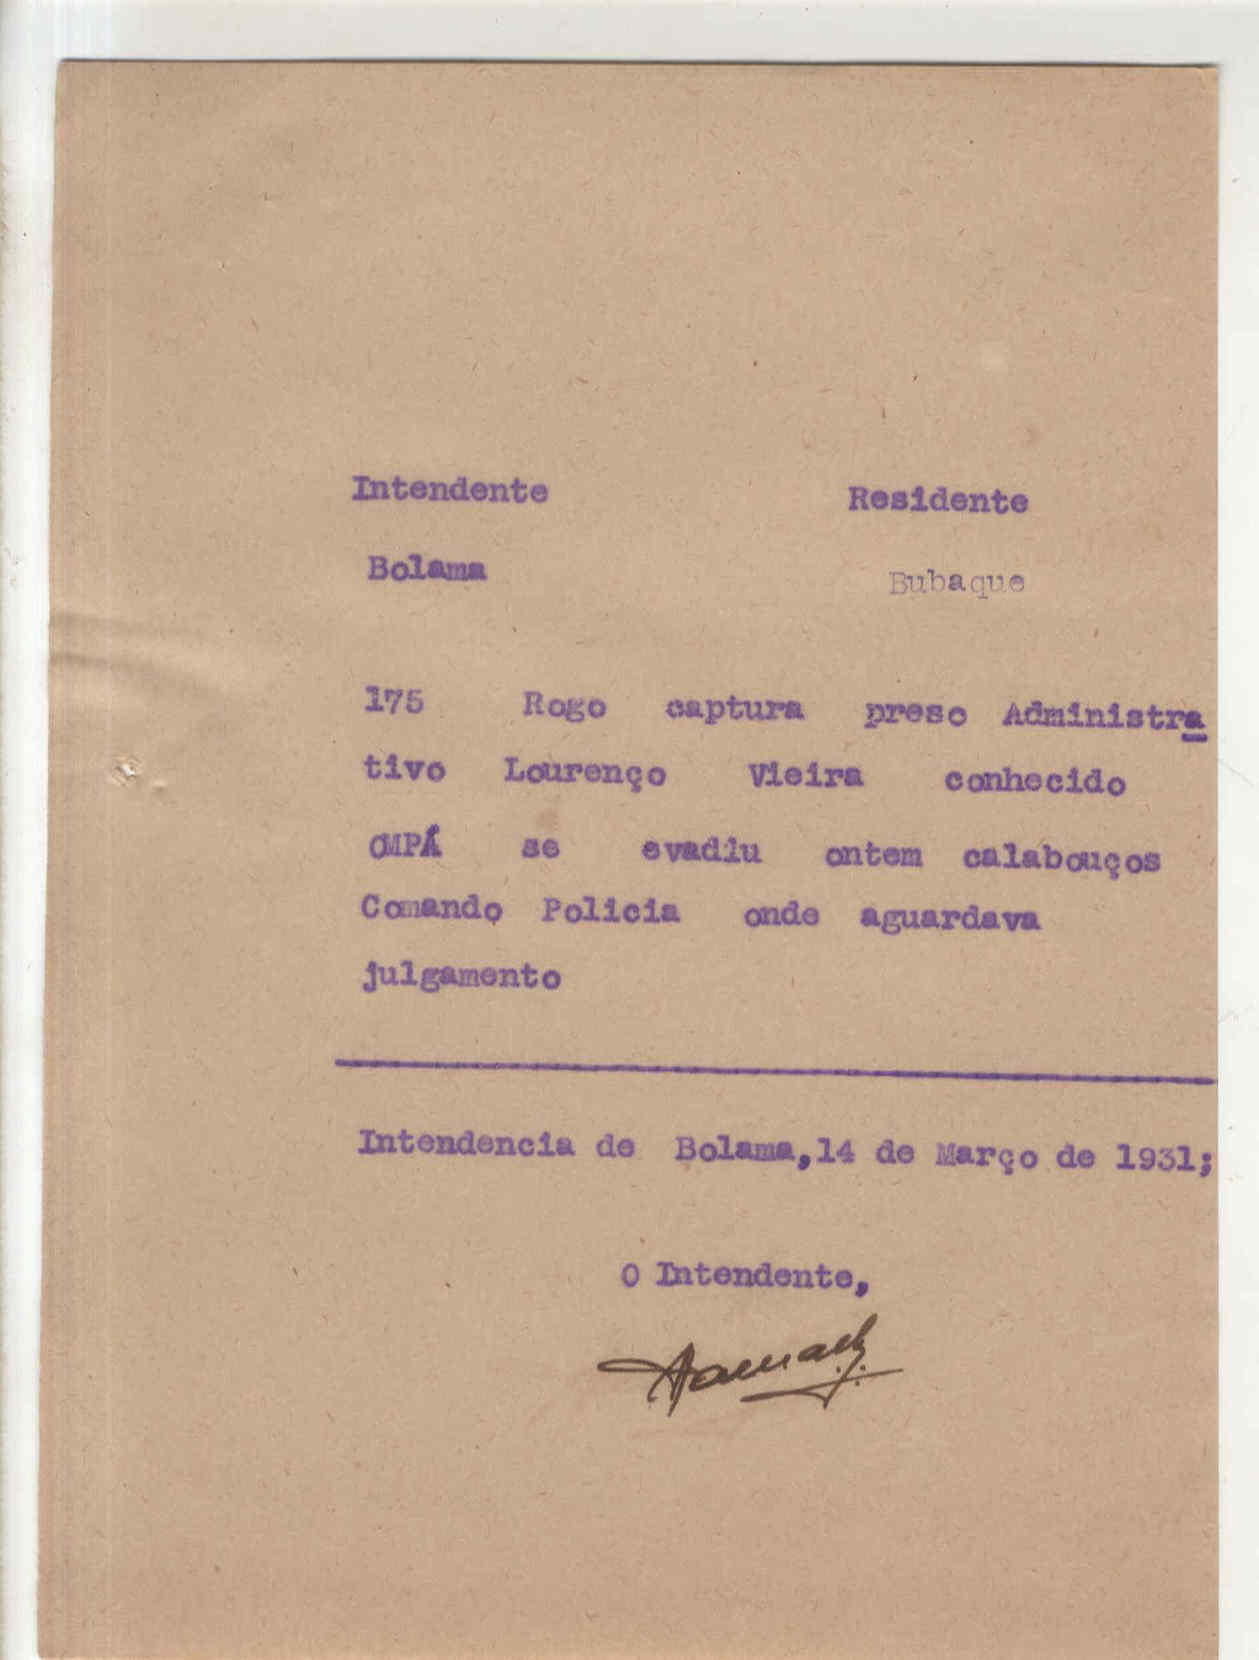 Intendente Residente
Bolama Bubaque
175 Rogo captura preso Administra
tivo Lourenço Vieira conhecido
OMPÁ se evadiu ontem calabouços
Comando Policia onde aguardava
julgamento
Intendencia de Bolama,14 de Março de 1931;
O Intendente,